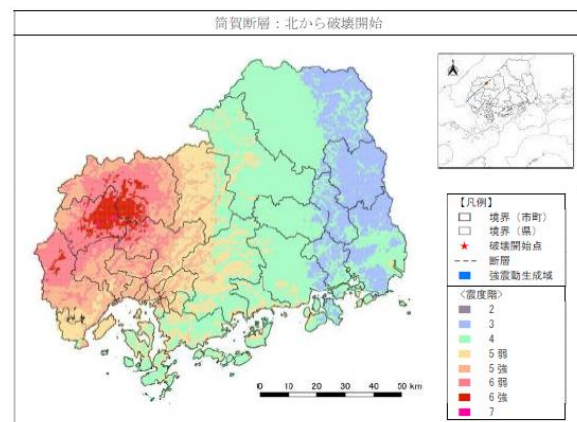 筒賀断層：北から破壊開始
【凡例】
境界（市町）
境界（県）
破壊開始点
断層
強震動生成域
<震度階>
2
3
4
5 弱
5 強
6 弱
6 強
7
0 10 20 30 40 50 km